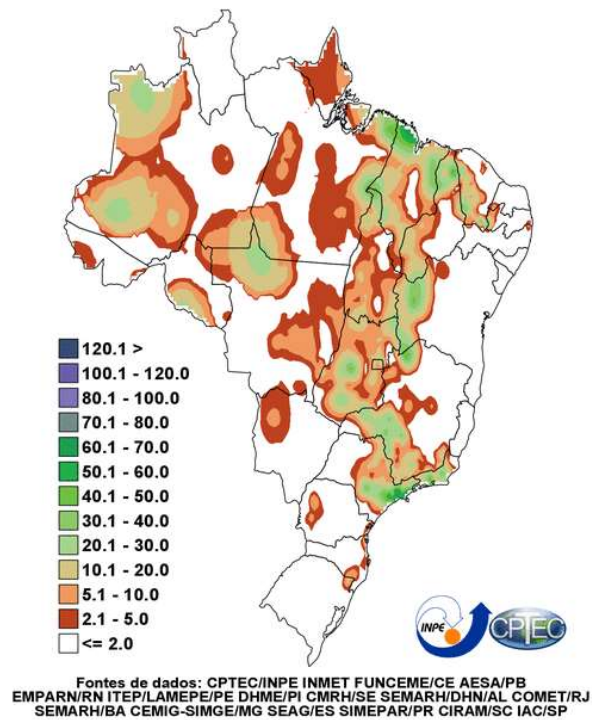 120.1 >
100.1 - 120.0
80.1 - 100.0
70.1 - 80.0
60.1 - 70.0
50.1 - 60.0
40.1 - 50.0
30.1 - 40.0
20.1 - 30.0
10.1 - 20.0
5.1 - 10.0
2.1 - 5.0
<= 2.0
INPE
CPTEC
Fontes de dados: CPTEC/INPE INMET FUNCEME/CE AESA/PB
EMPARN/RN ITEP/LAMEPE/PE DHME/PI CMRH/SE SEMARH/DHN/AL COMET/RJ
SEMARH/BA CEMIG-SIMGE/MG SEAG/ES SIMEPAR/PR CIRAM/SC IAC/SP